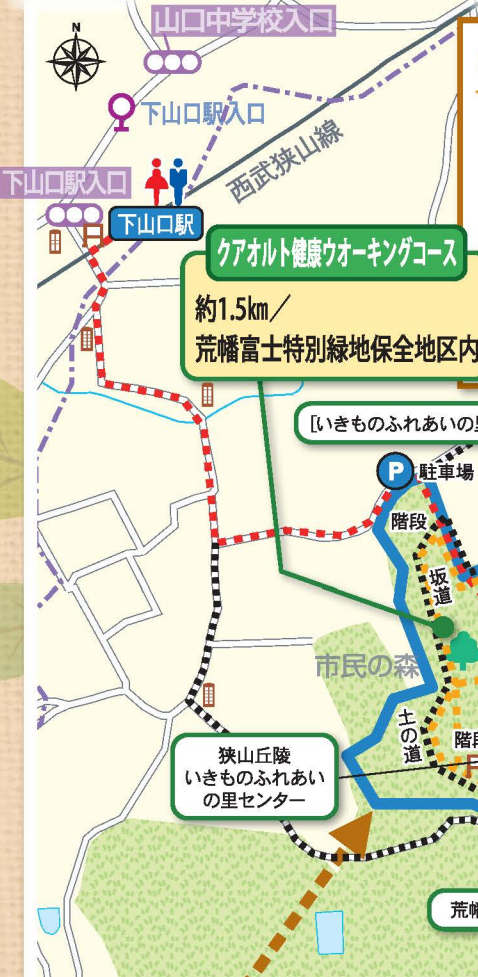 山口中学校入口
N
下山口駅入口
西武狭山線
下山口駅入口
下山口駅
クアオルト健康ウオーキングコース
約1.5㎞／
荒幡富士特別緑地保全地区内
[いきものふれあいの
P 駐車場
階段
坂道
市民の森
土の道
階段
狭山丘陵
いきものふれあい
の里センター
荒幡